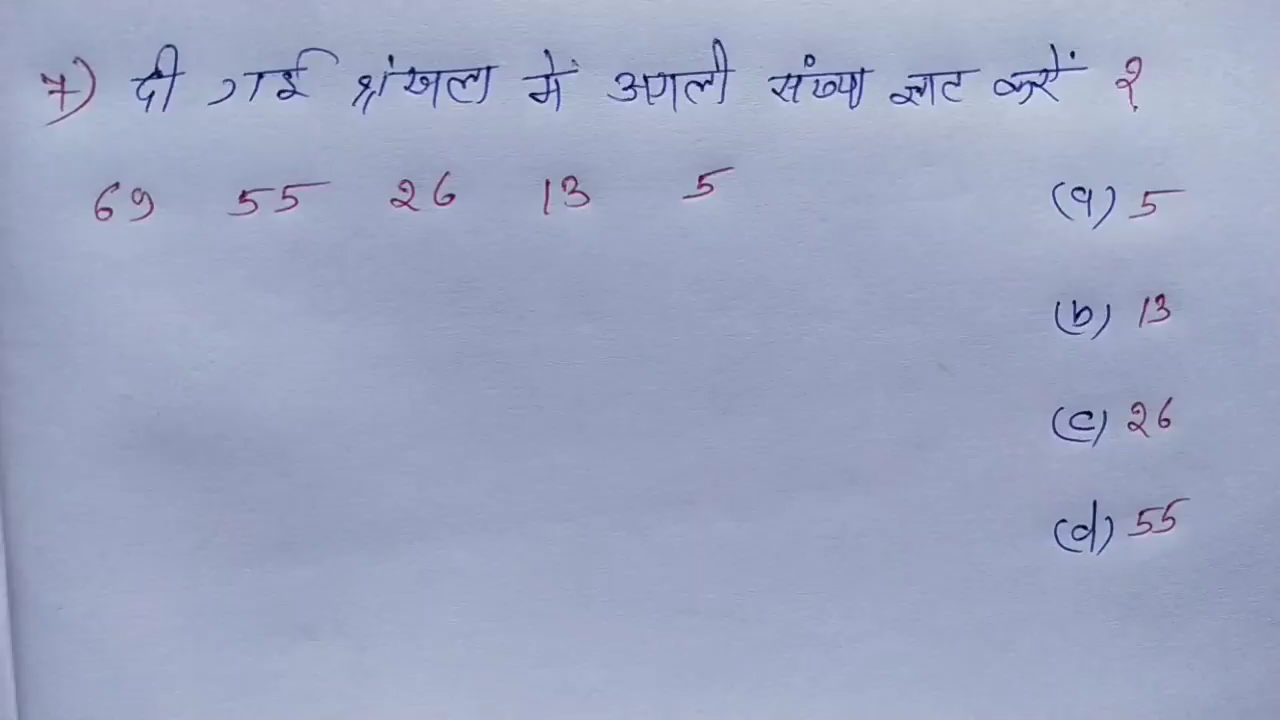 7) दी गई श्रंखला में अगली संख्या ज्ञात करें ?
69 55 26 13 5
(a) 5
(b) 13
(c) 26
(d) 55